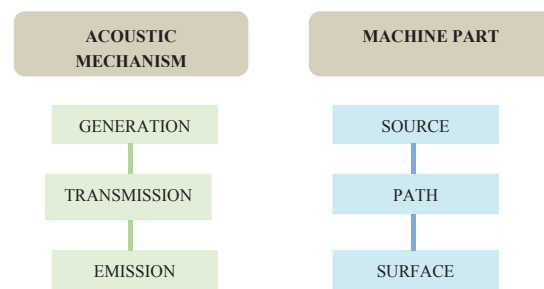 ACOUSTIC
MECHANISM
GENERATION
TRANSMISSION
EMISSION
MACHINE PART
SOURCE
PATH
SURFACE